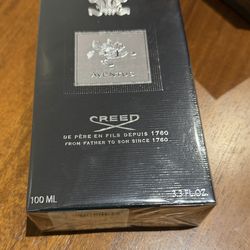 AVENTUS
CREED
DE PÈRE EN FILS DEPUIS 1760
FROM FATHER TO SON SINCE 1760
100 ML
3.3 FL.OZ.